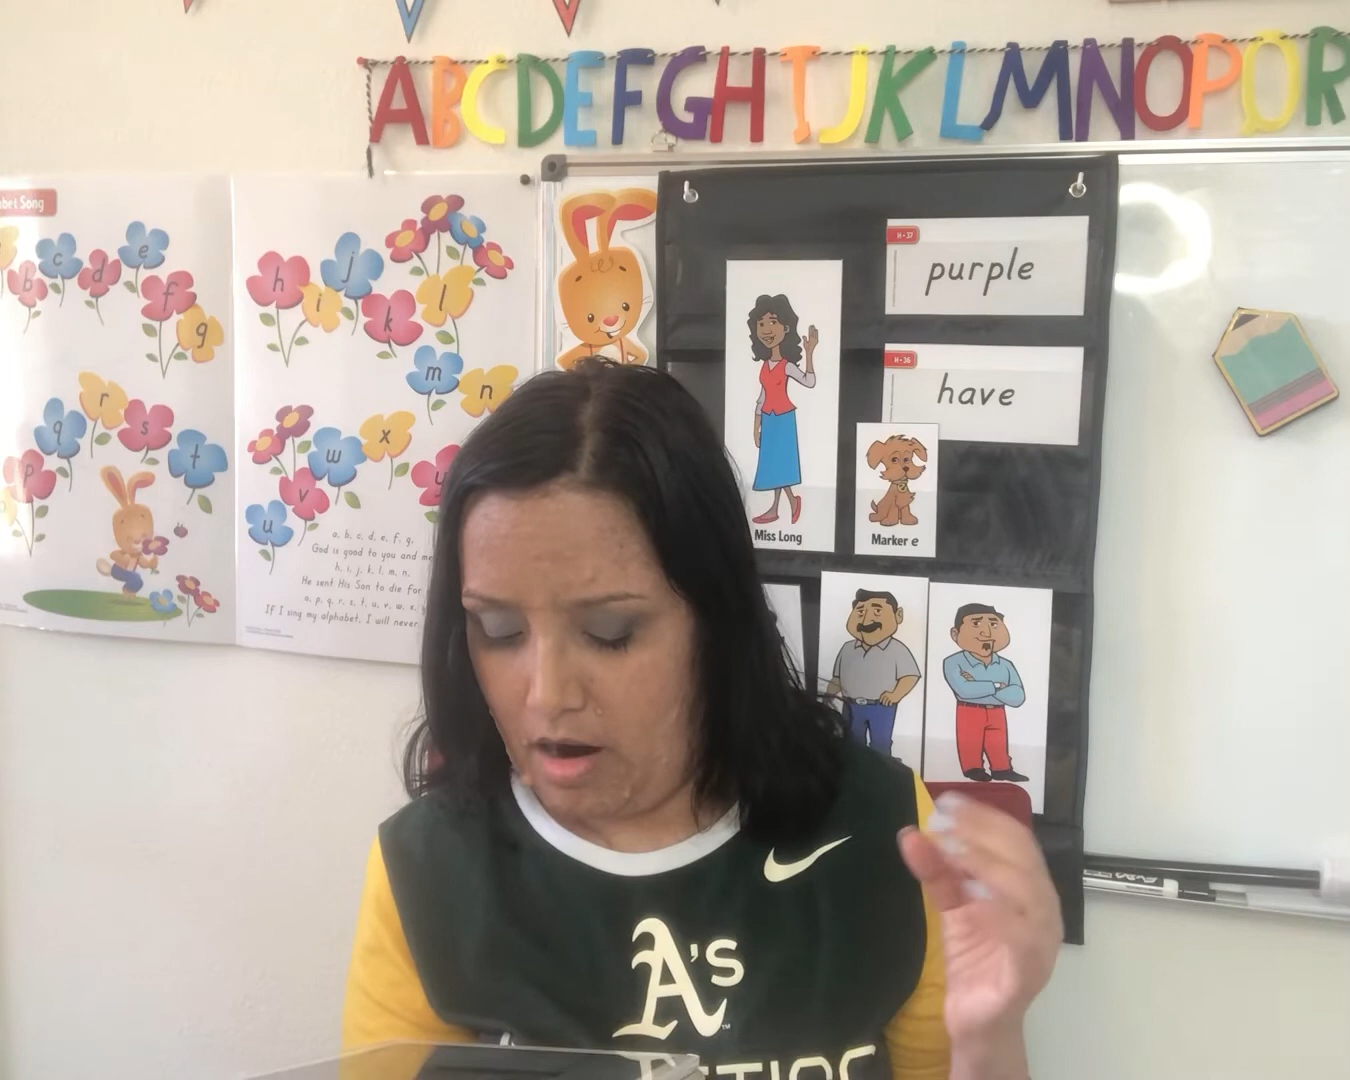 ABCDEFGHIJKLMNOPQR
Song
b c d e
f
g
h i j k l
m n
r
q s t
p
w x
v
u
a, b, c, d, e, f, g,
God is good to you and me
h, i, j, k, l, m, n,
He sent His Son to die for
o, p, q, r, s, t, u, v, w, x,
If I sing my alphabet, I will never
H-37
purple
H-36
have
Miss Long
Marker e
A's